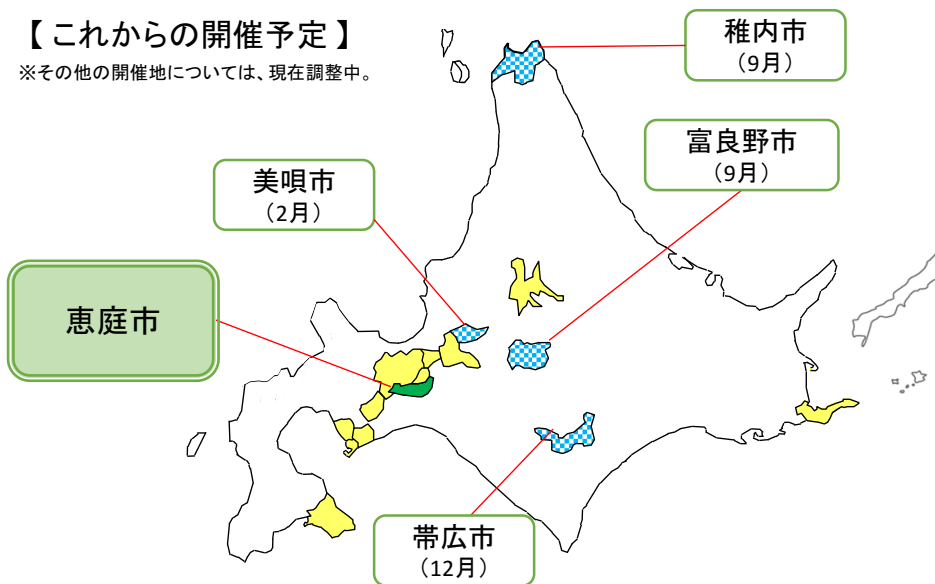 【 これからの開催予定 】
※その他の開催地については、現在調整中。
稚内市
（9月）
富良野市
（9月）
美唄市
（2月）
恵庭市
帯広市
（12月）